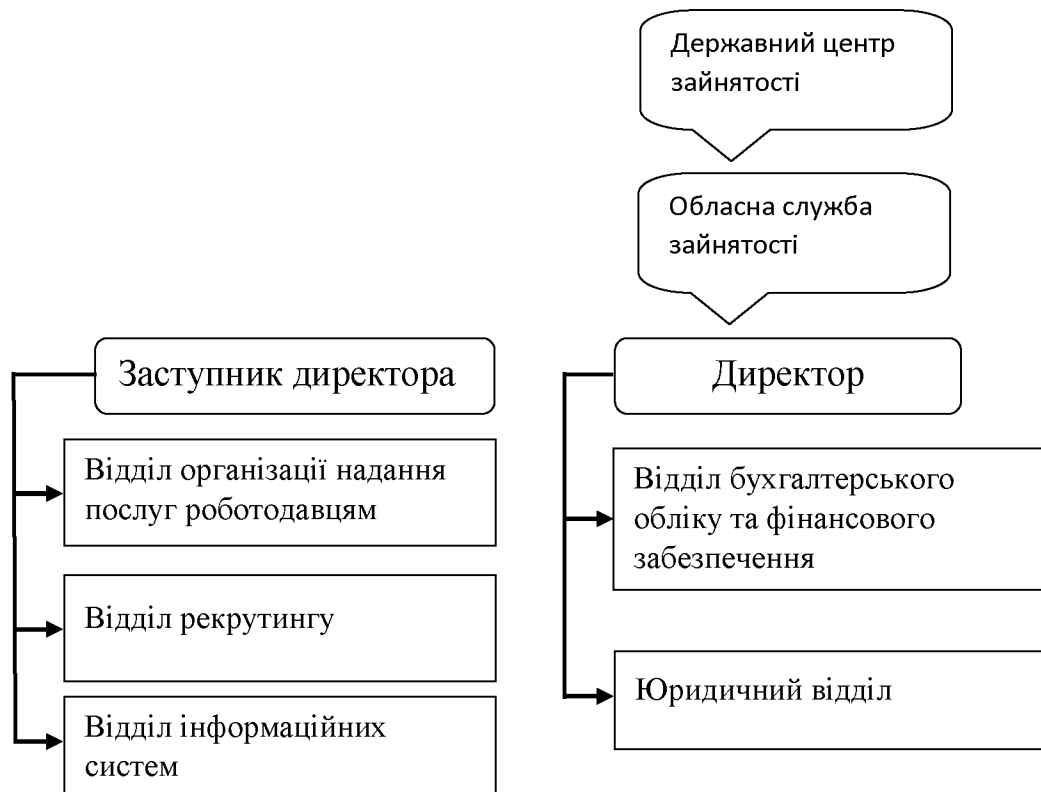 Державний центр
зайнятості
Обласна служба
зайнятості
Заступник директора
Директор
Відділ організації надання
послуг роботодавцям
Відділ рекрутингу
Відділ інформаційних
систем
Відділ бухгалтерського
обліку та фінансового
забезпечення
Юридичний відділ